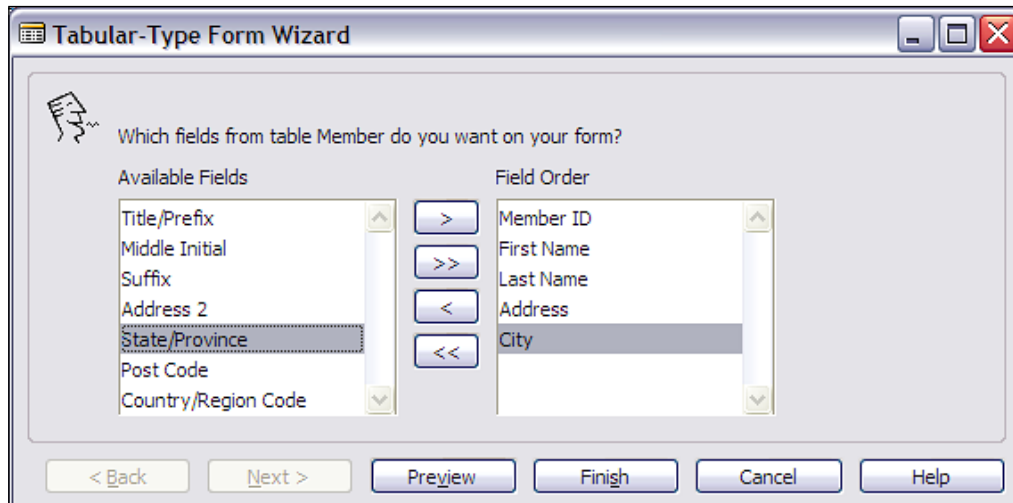 Tabular-Type Form Wizard
Which fields from table Member do you want on your form?
Available Fields
Title/Prefix
Middle Initial
Suffix
Address 2
State/Province
Post Code
Country/Region Code
>
>>
<
<<
Field Order
Member ID
First Name
Last Name
Address
City
< Back
Next >
Preview
Finish
Cancel
Help